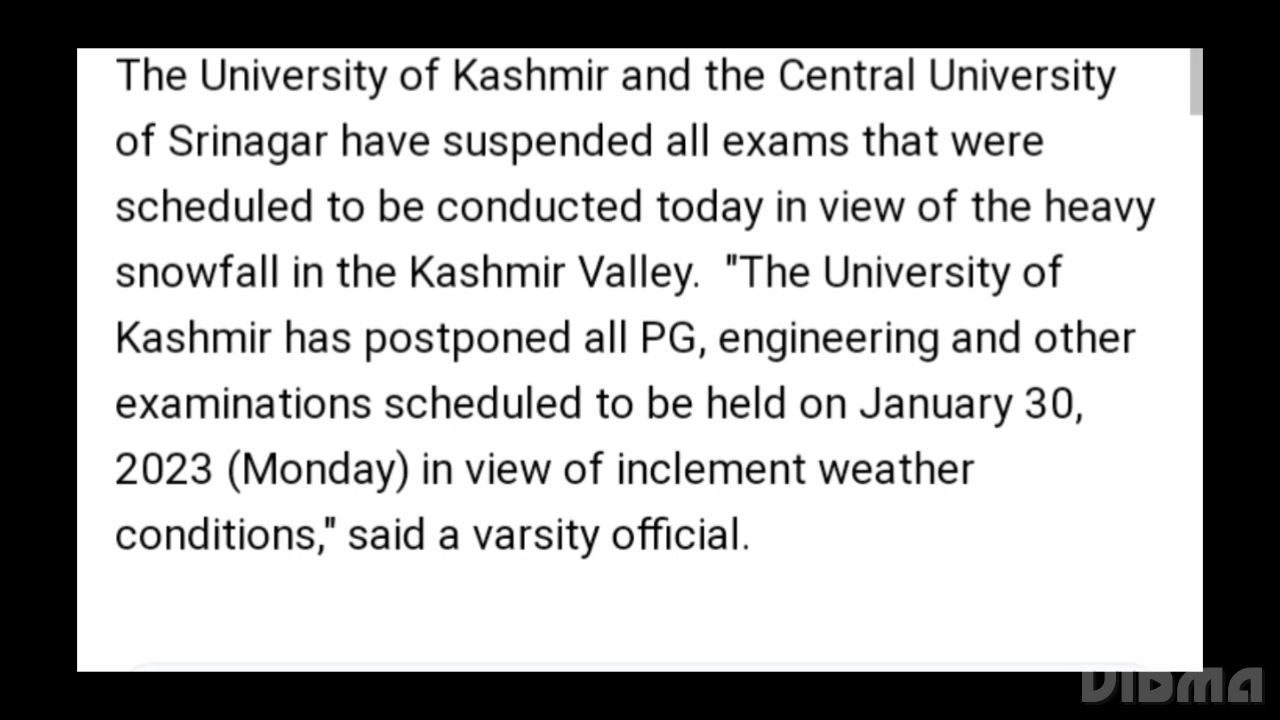 The University of Kashmir and the Central University
of Srinagar have suspended all exams that were
scheduled to be conducted today in view of the heavy
snowfall in the Kashmir Valley.  "The University of
Kashmir has postponed all PG, engineering and other
examinations scheduled to be held on January 30,
2023 (Monday) in view of inclement weather
conditions," said a varsity official.
VIDMA